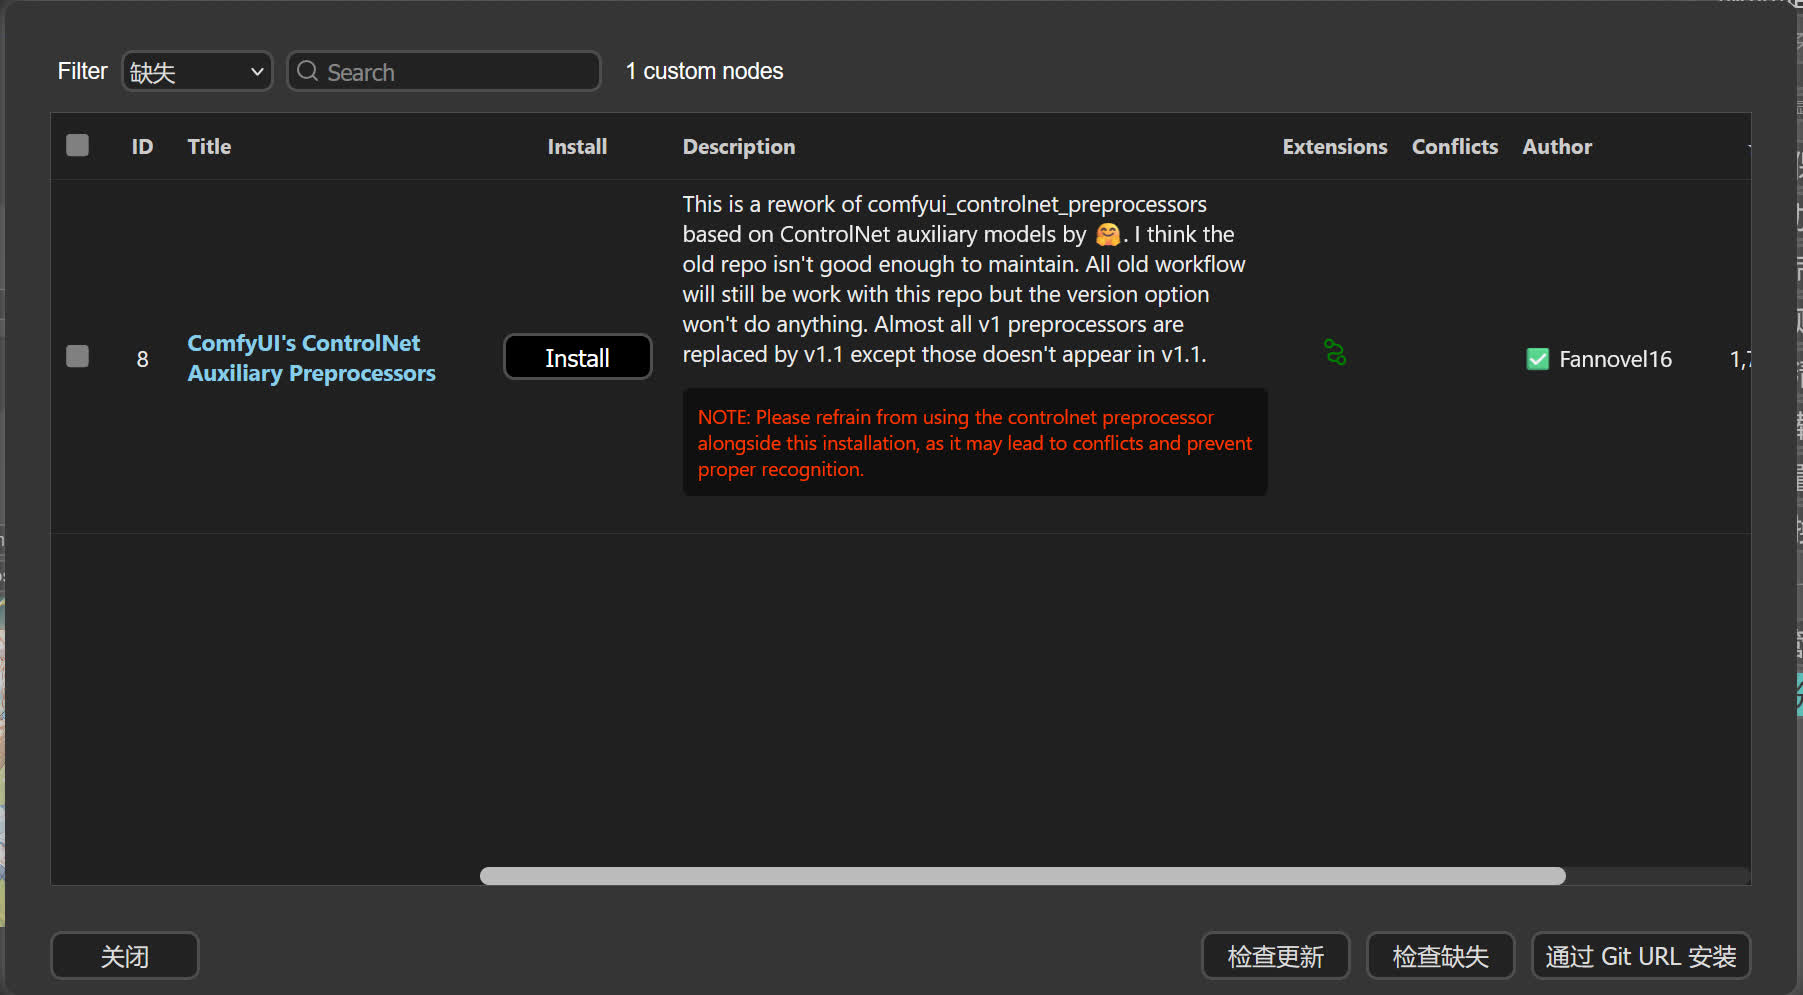 Filter
缺失
Search
1 custom nodes
ID
Title
Install
Description
Extensions
Conflicts
Author
8
ComfyUI's ControlNet
Auxiliary Preprocessors
Install
This is a rework of comfyui_controlnet_preprocessors
based on ControlNet auxiliary models by 🤗. I think the
old repo isn't good enough to maintain. All old workflow
will still be work with this repo but the version option
won't do anything. Almost all v1 preprocessors are
replaced by v1.1 except those doesn't appear in v1.1.
NOTE: Please refrain from using the controlnet preprocessor
alongside this installation, as it may lead to conflicts and prevent
proper recognition.
✅ Fannovel16
关闭
检查更新
检查缺失
通过 Git URL 安装